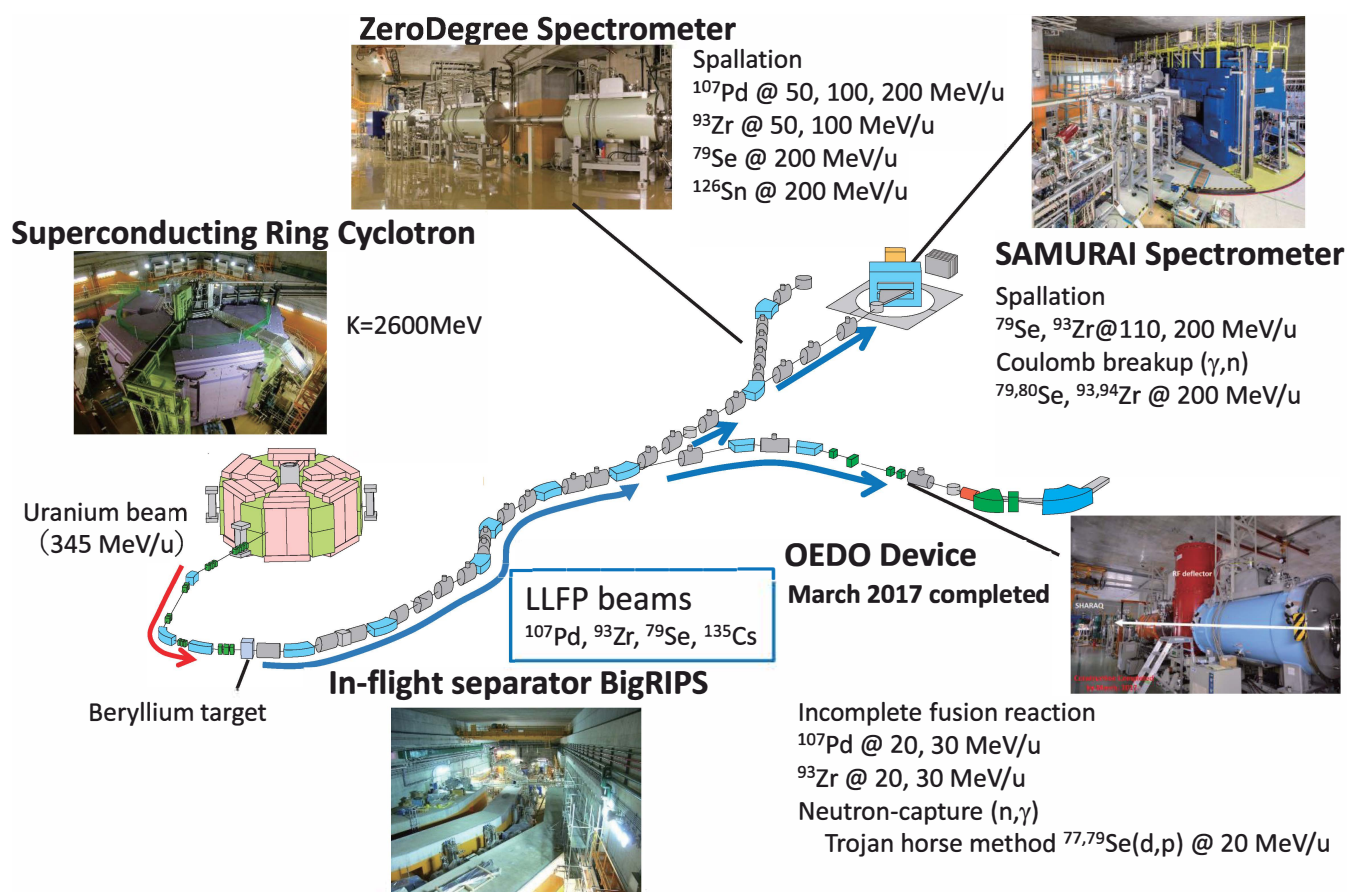 ZeroDegree Spectrometer
Spallation
¹⁰⁷Pd @ 50, 100, 200 MeV/u
⁹³Zr @ 50, 100 MeV/u
⁷⁹Se @ 200 MeV/u
¹²⁶Sn @ 200 MeV/u
Superconducting Ring Cyclotron
K=2600MeV
SAMURAI Spectrometer
Spallation
⁷⁹Se, ⁹³Zr@110, 200 MeV/u
Coulomb breakup (γ,n)
⁷⁹,⁸⁰Se, ⁹³,⁹⁴Zr @ 200 MeV/u
Uranium beam
(345 MeV/u)
Beryllium target
LLFP beams
¹⁰⁷Pd, ⁹³Zr, ⁷⁹Se, ¹³⁵Cs
In-flight separator BigRIPS
OEDO Device
March 2017 completed
RF deflector
SHARAQ
Incomplete fusion reaction
¹⁰⁷Pd @ 20, 30 MeV/u
⁹³Zr @ 20, 30 MeV/u
Neutron-capture (n,γ)
Trojan horse method ⁷⁷,⁷⁹Se(d,p) @ 20 MeV/u